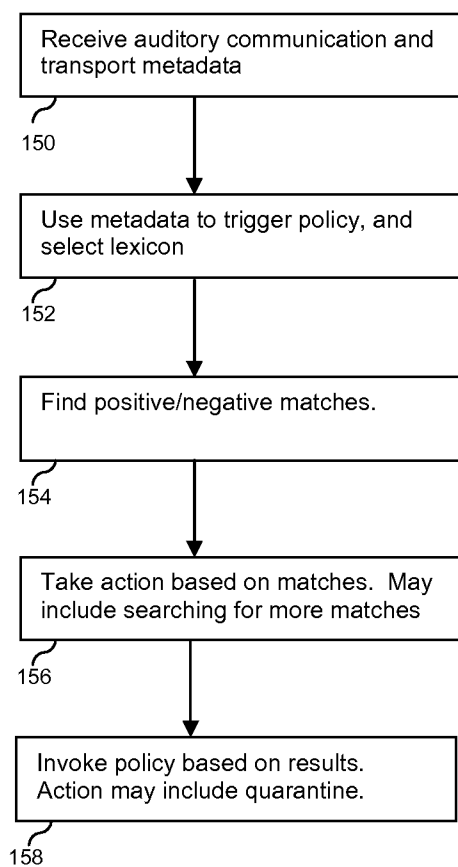 Receive auditory communication and
transport metadata
150
Use metadata to trigger policy, and
select lexicon
152
Find positive/negative matches.
154
Take action based on matches.  May
include searching for more matches
156
Invoke policy based on results.
Action may include quarantine.
158